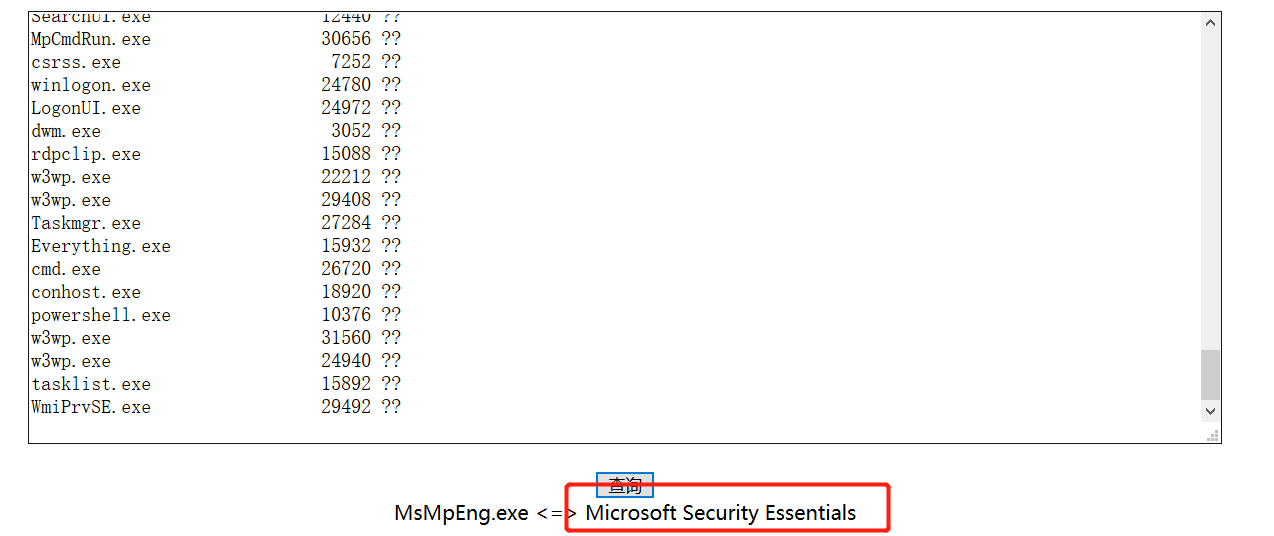 SearchUI.exe 12440 ??
MpCmdRun.exe 30656 ??
csrss.exe 7252 ??
winlogon.exe 24780 ??
LogonUI.exe 24972 ??
dwm.exe 3052 ??
rdpclip.exe 15088 ??
w3wp.exe 22212 ??
w3wp.exe 29408 ??
Taskmgr.exe 27284 ??
Everything.exe 15932 ??
cmd.exe 26720 ??
conhost.exe 18920 ??
powershell.exe 10376 ??
w3wp.exe 31560 ??
w3wp.exe 24940 ??
tasklist.exe 15892 ??
WmiPrvSE.exe 29492 ??
查询
MsMpEng.exe <=> Microsoft Security Essentials